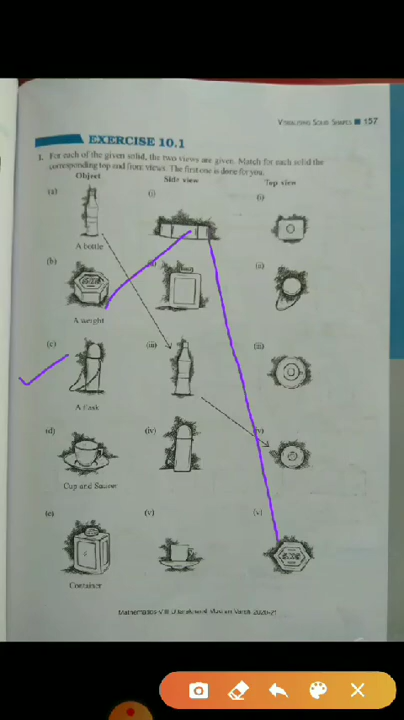 VISUALISING SOLID SHAPES ■ 157
EXERCISE 10.1
1. For each of the given solid, the two views are given. Match for each solid the
corresponding top and front views. The first one is done for you.
Object Side view Top view
(a) (i) (i)
A bottle
(b) (ii) (ii)
A weight
(c) (iii) (iii)
A flask
(d) (iv) (iv)
Cup and Saucer
(e) (v) (v)
Container